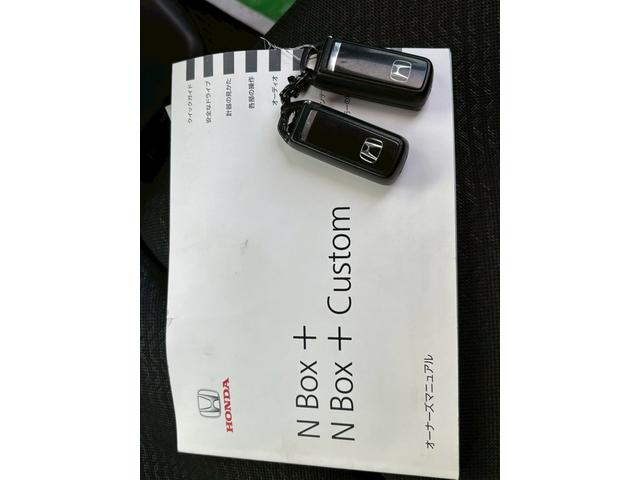 クイックガイド
安全なドライブ
計器の見かた
各部の操作
オーディオ
N Box +
N Box + Custom
オーナーズマニュアル
HONDA